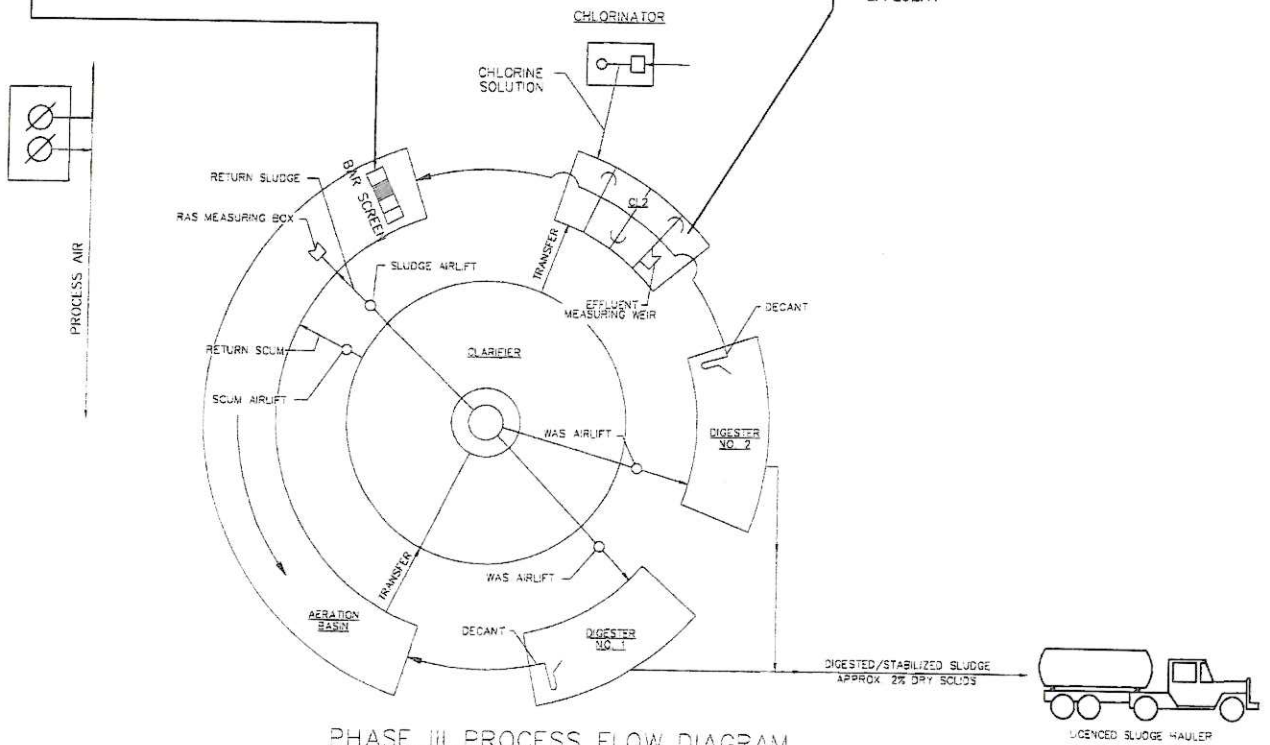 CHLORINATOR
CHLORINE
SOLUTION
BAR SCREEN
RETURN SLUDGE
RAS MEASURING BOX
CL2
PROCESS AIR
TRANSFER
SLUDGE AIRLIFT
EFFLUENT
MEASURING WEIR
DECANT
RETURN SCUM
CLARIFIER
SCUM AIRLIFT
WAS AIRLIFT
DIGESTER
NO. 2
TRANSFER
WAS AIRLIFT
AERATION
BASIN
DECANT
DIGESTER
NO. 1
DIGESTED/STABILIZED SLUDGE
APPROX 2% DRY SOLIDS
PHASE III PROCESS FLOW DIAGRAM
LICENCED SLUDGE HAULER